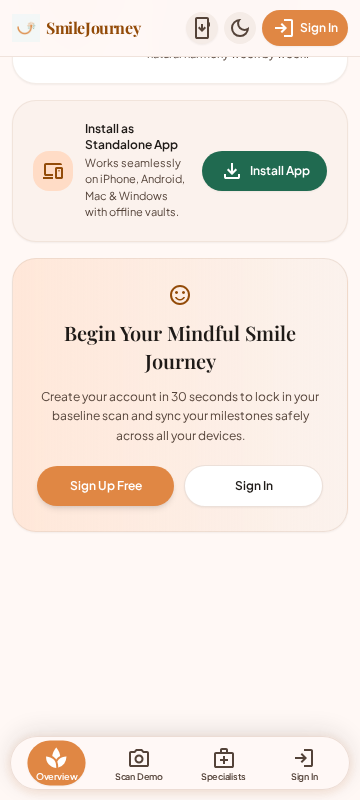 SmileJourney
Sign In
Install as
Standalone App
Works seamlessly
on iPhone, Android,
Mac & Windows
with offline vaults.
Install App
Begin Your Mindful Smile
Journey
Create your account in 30 seconds to lock in your
baseline scan and sync your milestones safely
across all your devices.
Sign Up Free
Sign In
Overview
Scan Demo
Specialists
Sign In